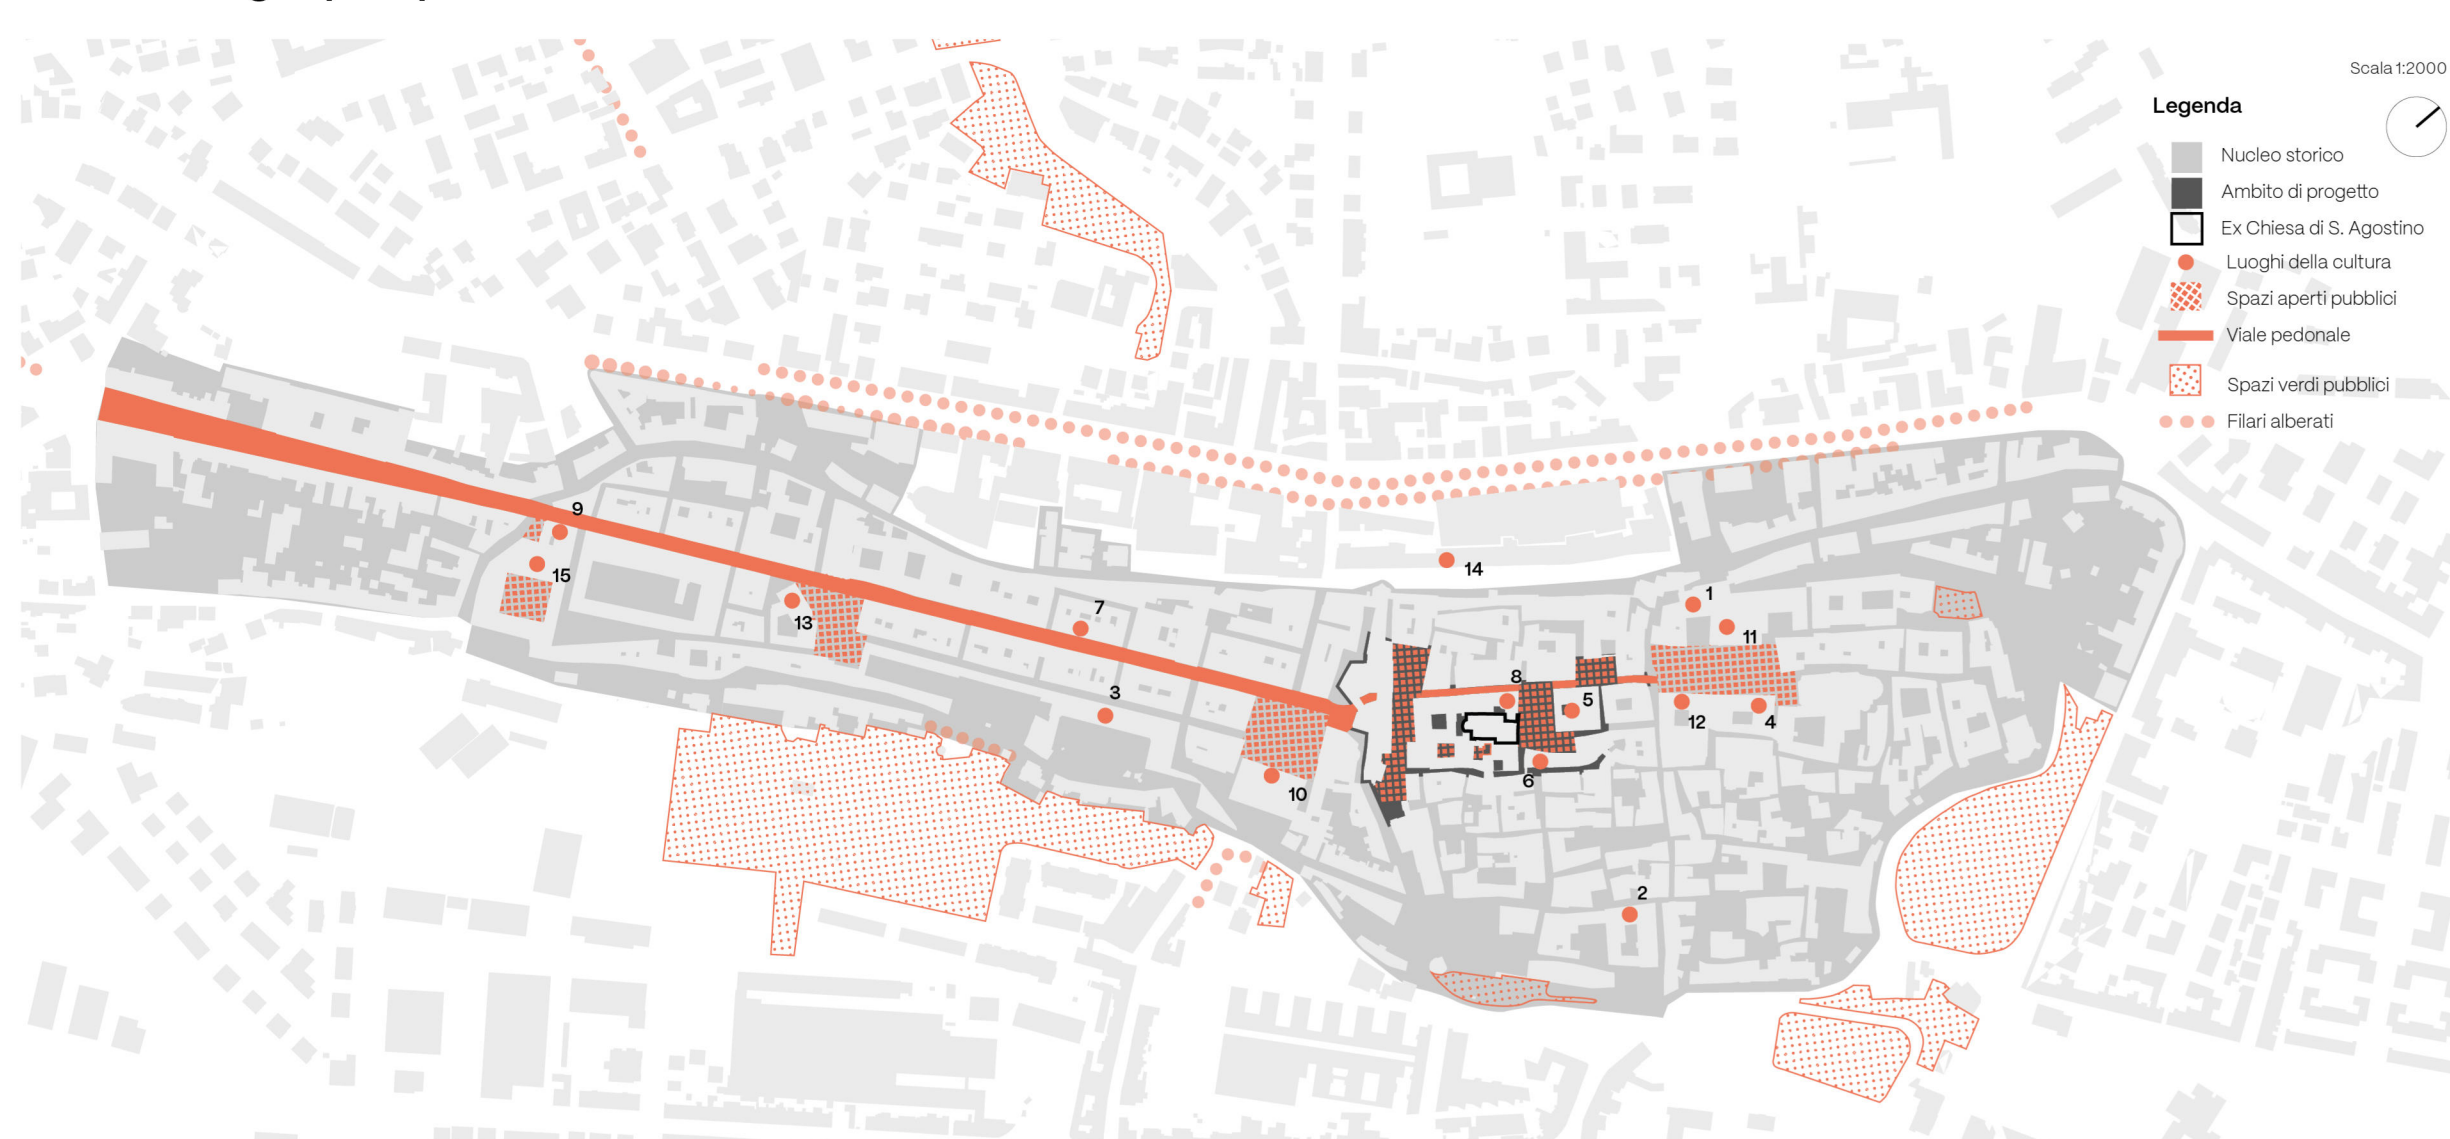 Scala 1:2000
Legenda
Nucleo storico
Ambito di progetto
Ex Chiesa di S. Agostino
Luoghi della cultura
Spazi aperti pubblici
Viale pedonale
Spazi verdi pubblici
Filari alberati
9
15
13
7
3
10
14
8
5
6
1
11
12
4
2